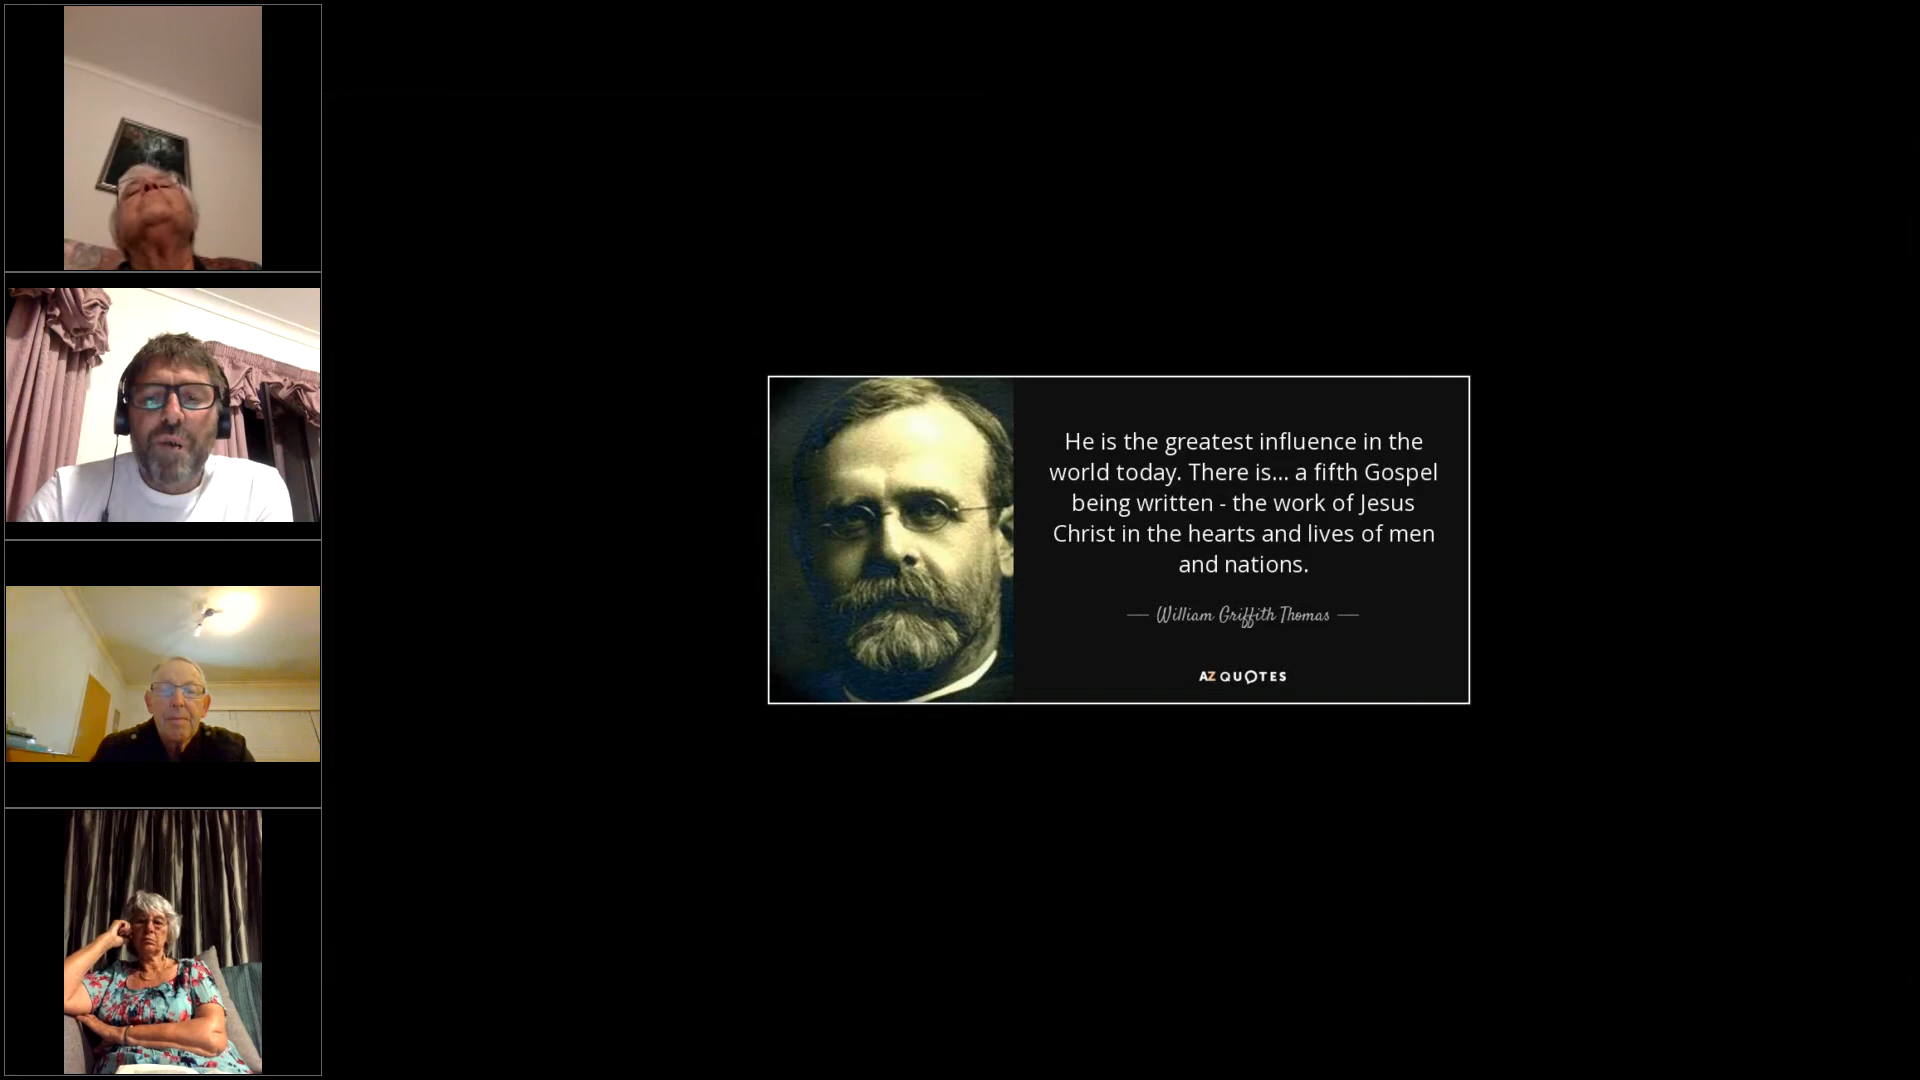 He is the greatest influence in the
world today. There is... a fifth Gospel
being written - the work of Jesus
Christ in the hearts and lives of men
and nations.
— William Griffith Thomas —
AZ QUOTES